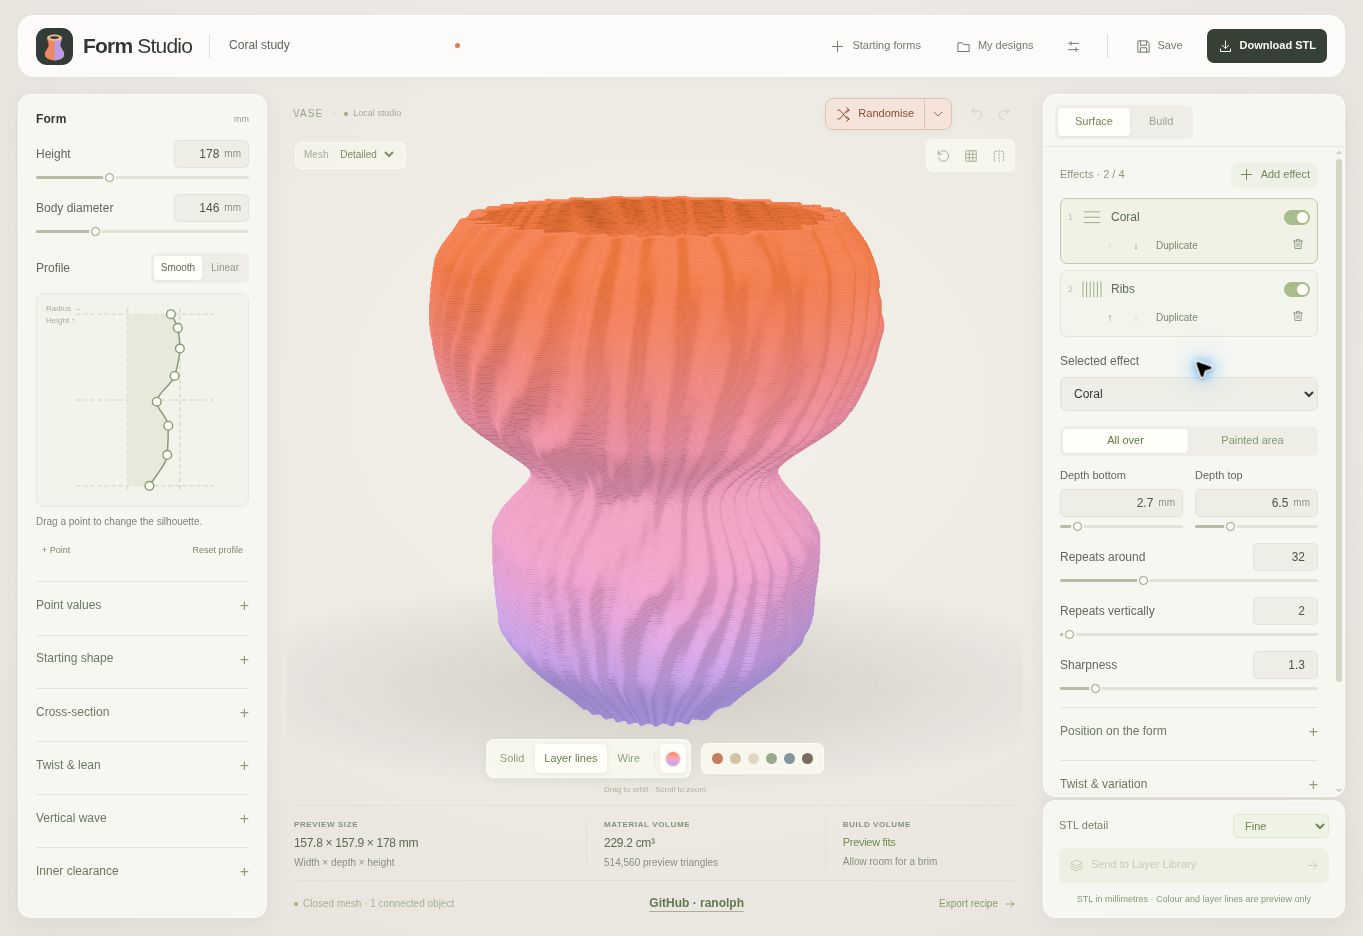 Form Studio
Coral study
Starting forms
My designs
Save
Download STL
Form
mm
Height
178 mm
Body diameter
146 mm
Profile
Smooth
Linear
Radius →
Height ↑
Drag a point to change the silhouette.
+ Point
Reset profile
Point values +
Starting shape +
Cross-section +
Twist & lean +
Vertical wave +
Inner clearance +
VASE · Local studio
Randomise
Mesh Detailed
Solid
Layer lines
Wire
Drag to orbit · Scroll to zoom
PREVIEW SIZE
157.8 × 157.9 × 178 mm
Width × depth × height
MATERIAL VOLUME
229.2 cm³
514,560 preview triangles
BUILD VOLUME
Preview fits
Allow room for a brim
Closed mesh · 1 connected object
GitHub · ranolph
Export recipe →
Surface
Build
Effects · 2 / 4
Add effect
1 Coral
↑ ↓ Duplicate
2 Ribs
↑ ↓ Duplicate
Selected effect
Coral
All over
Painted area
Depth bottom
Depth top
2.7 mm
6.5 mm
Repeats around
32
Repeats vertically
2
Sharpness
1.3
Position on the form +
Twist & variation +
STL detail
Fine
Send to Layer Library →
STL in millimetres · Colour and layer lines are preview only